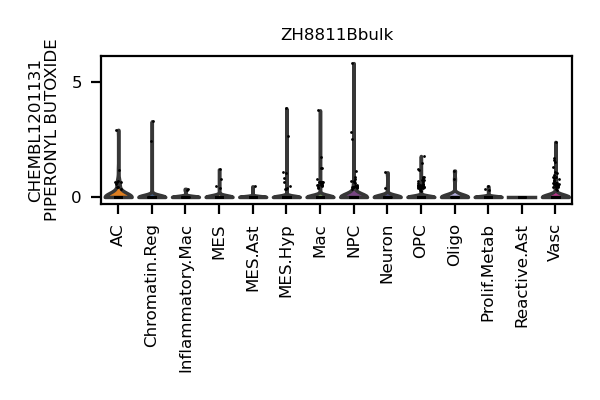 ZH8811Bbulk
CHEMBL1201131
PIPERONYL BUTOXIDE
5
0
AC
Chromatin.Reg
Inflammatory.Mac
MES
MES.Ast
MES.Hyp
Mac
NPC
Neuron
OPC
Oligo
Prolif.Metab
Reactive.Ast
Vasc